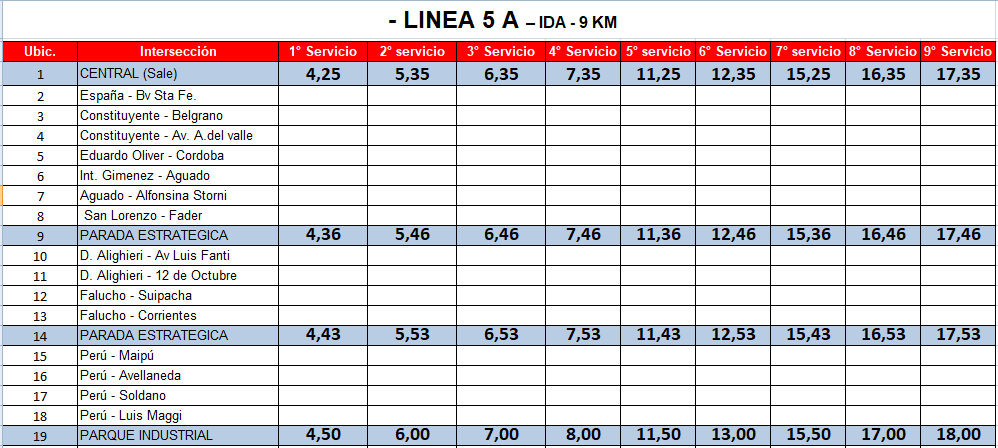 - LINEA 5 A – IDA - 9 KM
Ubic. Intersección 1° Servicio 2° servicio 3° Servicio 4° Servicio 5° servicio 6° Servicio 7° servicio 8° Servicio 9° Servicio
1 CENTRAL (Sale) 4,25 5,35 6,35 7,35 11,25 12,35 15,25 16,35 17,35
2 España - Bv Sta Fe.
3 Constituyente - Belgrano
4 Constituyente - Av. A.del valle
5 Eduardo Oliver - Cordoba
6 Int. Gimenez - Aguado
7 Aguado - Alfonsina Storni
8 San Lorenzo - Fader
9 PARADA ESTRATEGICA 4,36 5,46 6,46 7,46 11,36 12,46 15,36 16,46 17,46
10 D. Alighieri - Av Luis Fanti
11 D. Alighieri - 12 de Octubre
12 Falucho - Suipacha
13 Falucho - Corrientes
14 PARADA ESTRATEGICA 4,43 5,53 6,53 7,53 11,43 12,53 15,43 16,53 17,53
15 Perú - Maipú
16 Perú - Avellaneda
17 Perú - Soldano
18 Perú - Luis Maggi
19 PARQUE INDUSTRIAL 4,50 6,00 7,00 8,00 11,50 13,00 15,50 17,00 18,00